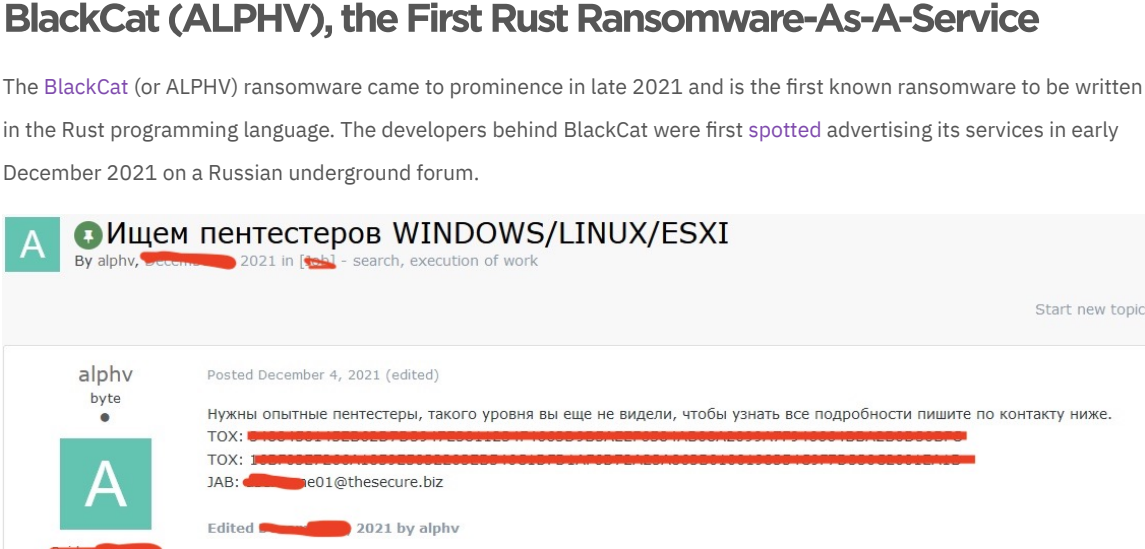 BlackCat (ALPHV), the First Rust Ransomware-As-A-Service
The BlackCat (or ALPHV) ransomware came to prominence in late 2021 and is the first known ransomware to be written
in the Rust programming language. The developers behind BlackCat were first spotted advertising its services in early
December 2021 on a Russian underground forum.
A
Ищем пентестеров WINDOWS/LINUX/ESXI
By alphv, 2021 in [ ] - search, execution of work
Start new topic
alphv
byte
Posted December 4, 2021 (edited)
Нужны опытные пентестеры, такого уровня вы еще не видели, чтобы узнать все подробности пишите по контакту ниже.
TOX:
TOX:
JAB: e01@thesecure.biz
A
Edited 2021 by alphv